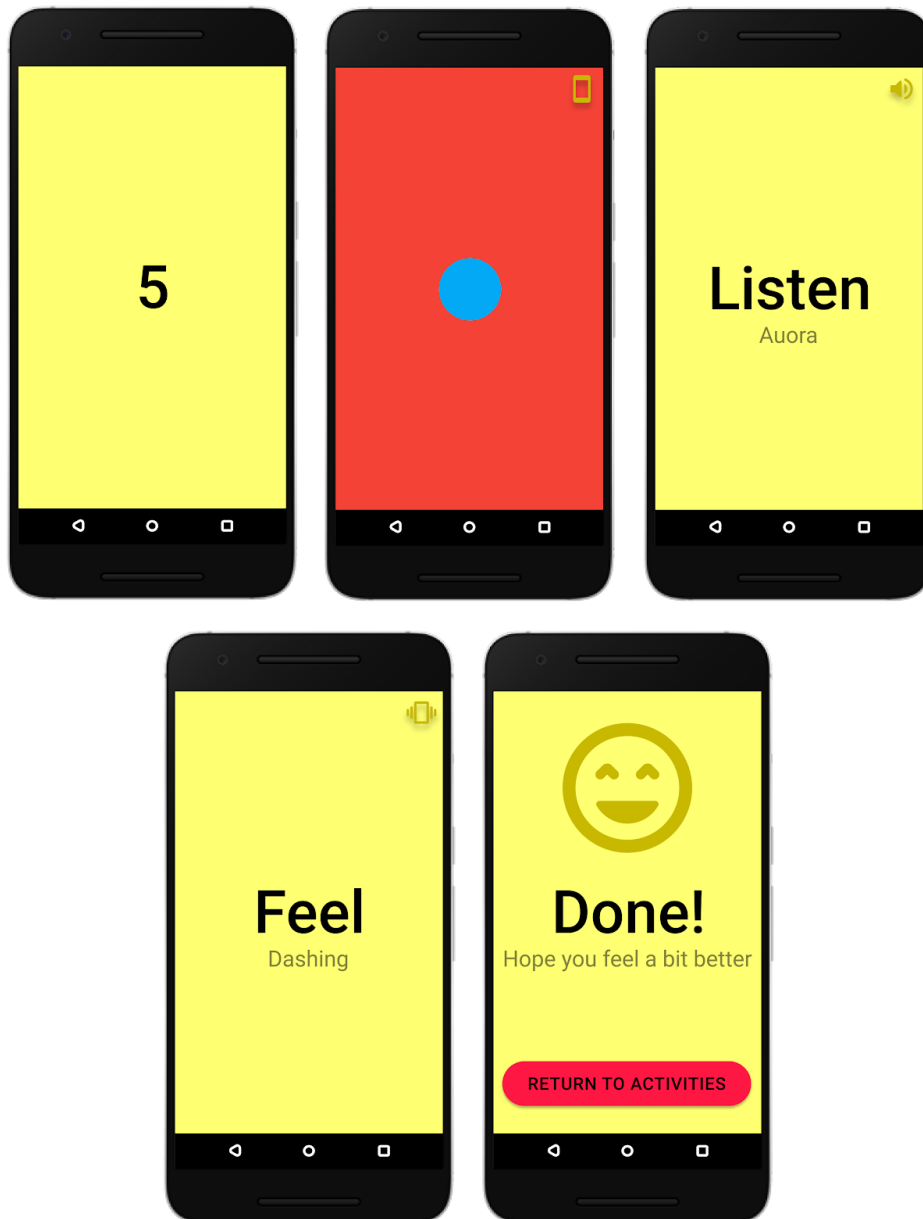 5
Listen
Auora
Feel
Dashing
Done!
Hope you feel a bit better
RETURN TO ACTIVITIES